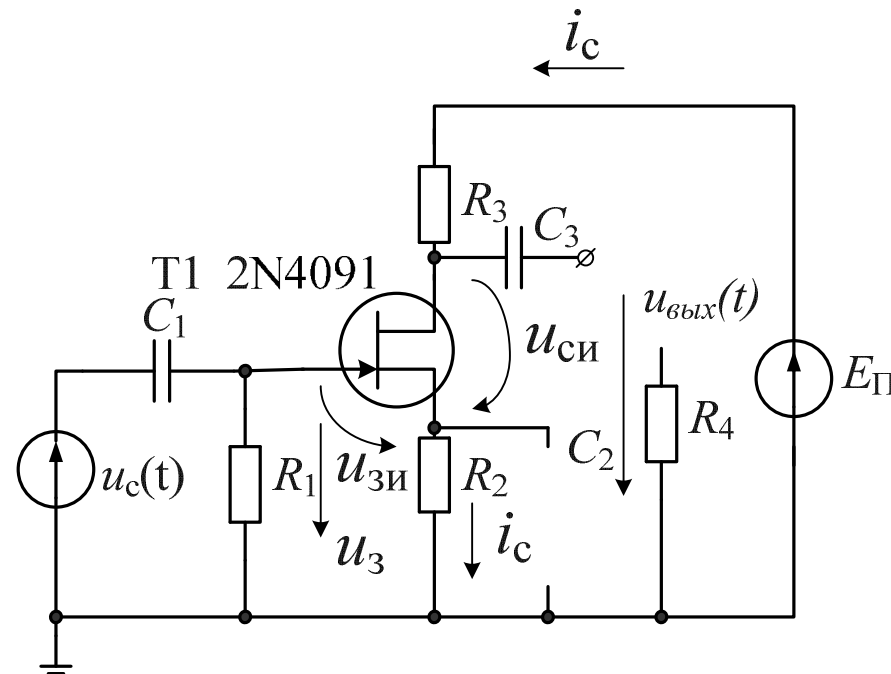 iс
R3
C3
T1 2N4091
C1
uвых(t)
uси
EП
R4
C2
uс(t)
R1
uзи
R2
uз
iс